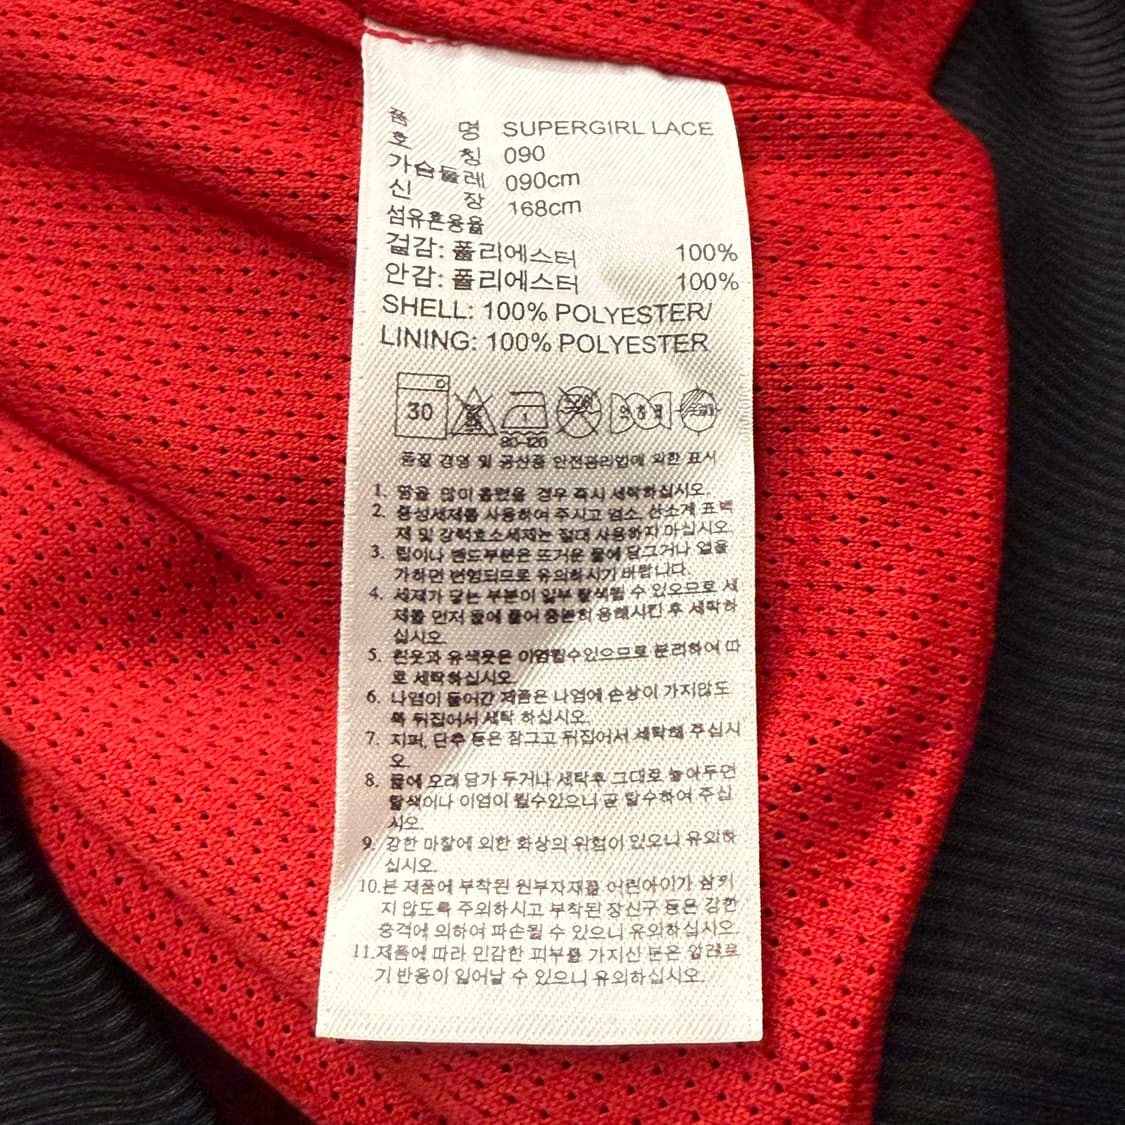 품 명 SUPERGIRL LACE
호 칭 090
가슴둘레 090cm
신 장 168cm
섬유혼용율
겉감: 폴리에스터 100%
안감: 폴리에스터 100%
SHELL: 100% POLYESTER/
LINING: 100% POLYESTER
30
80-120
품질 경영 및 공산품 안전관리법에 의한 표시
1. 땀을 많이 흘렸을 경우 즉시 세탁하십시오.
2. 중성세제를 사용하여 주시고 염소, 산소계 표백
제 및 강력효소세제는 절대 사용하지 마십시오.
3. 립이나 밴드부분은 뜨거운 물에 담그거나 열을
가하면 변형되므로 유의하시기 바랍니다.
4. 세제가 닿는 부분이 일부 탈색될 수 있으므로 세
제를 먼저 물에 풀어 충분히 용해시킨 후 세탁하
십시오.
5. 흰옷과 유색옷은 이염될수있으므로 분리하여 따
로 세탁하십시오.
6. 나염이 들어간 제품은 나염에 손상이 가지않도
록 뒤집어서 세탁 하십시오.
7. 지퍼, 단추 등은 잠그고 뒤집어서 세탁해 주십시
오.
8. 물에 오래 담가 두거나 세탁후 그대로 놓아두면
탈색이나 이염이 될수있으니 곧 탈수하여 주십
시오.
9. 강한 마찰에 의한 화상의 위험이 있으니 유의하
십시오.
10.본 제품에 부착된 원부자재를 어린아이가 삼키
지 않도록 주의하시고 부착된 장신구 등은 강한
충격에 의하여 파손될 수 있으니 유의하십시오.
11.제품에 따라 민감한 피부를 가지신 분은 알레르
기 반응이 일어날 수 있으니 유의하십시오.